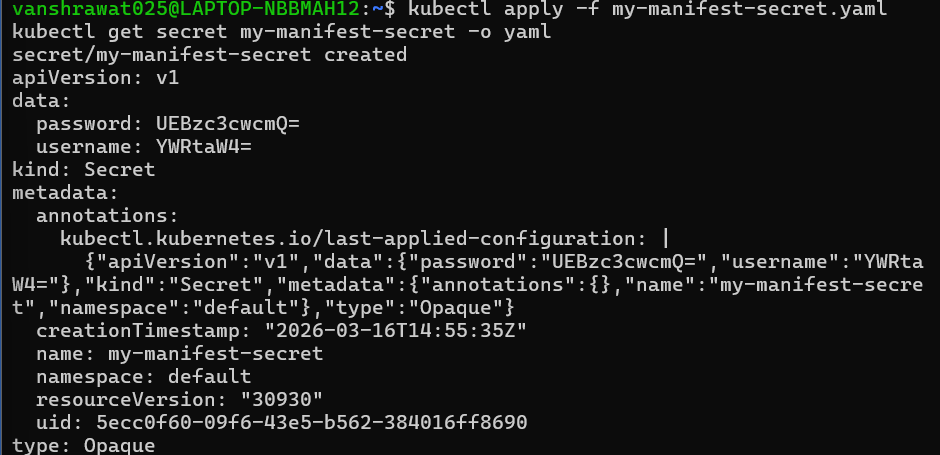 vanshrawat025@LAPTOP-NBBMAH12:~$ kubectl apply -f my-manifest-secret.yaml
kubectl get secret my-manifest-secret -o yaml
secret/my-manifest-secret created
apiVersion: v1
data:
  password: UEBzc3cwcmQ=
  username: YWRtaW4=
kind: Secret
metadata:
  annotations:
    kubectl.kubernetes.io/last-applied-configuration: |
      {"apiVersion":"v1","data":{"password":"UEBzc3cwcmQ=","username":"YWRta
W4="},"kind":"Secret","metadata":{"annotations":{},"name":"my-manifest-secre
t","namespace":"default"},"type":"Opaque"}
  creationTimestamp: "2026-03-16T14:55:35Z"
  name: my-manifest-secret
  namespace: default
  resourceVersion: "30930"
  uid: 5ecc0f60-09f6-43e5-b562-384016ff8690
type: Opaque